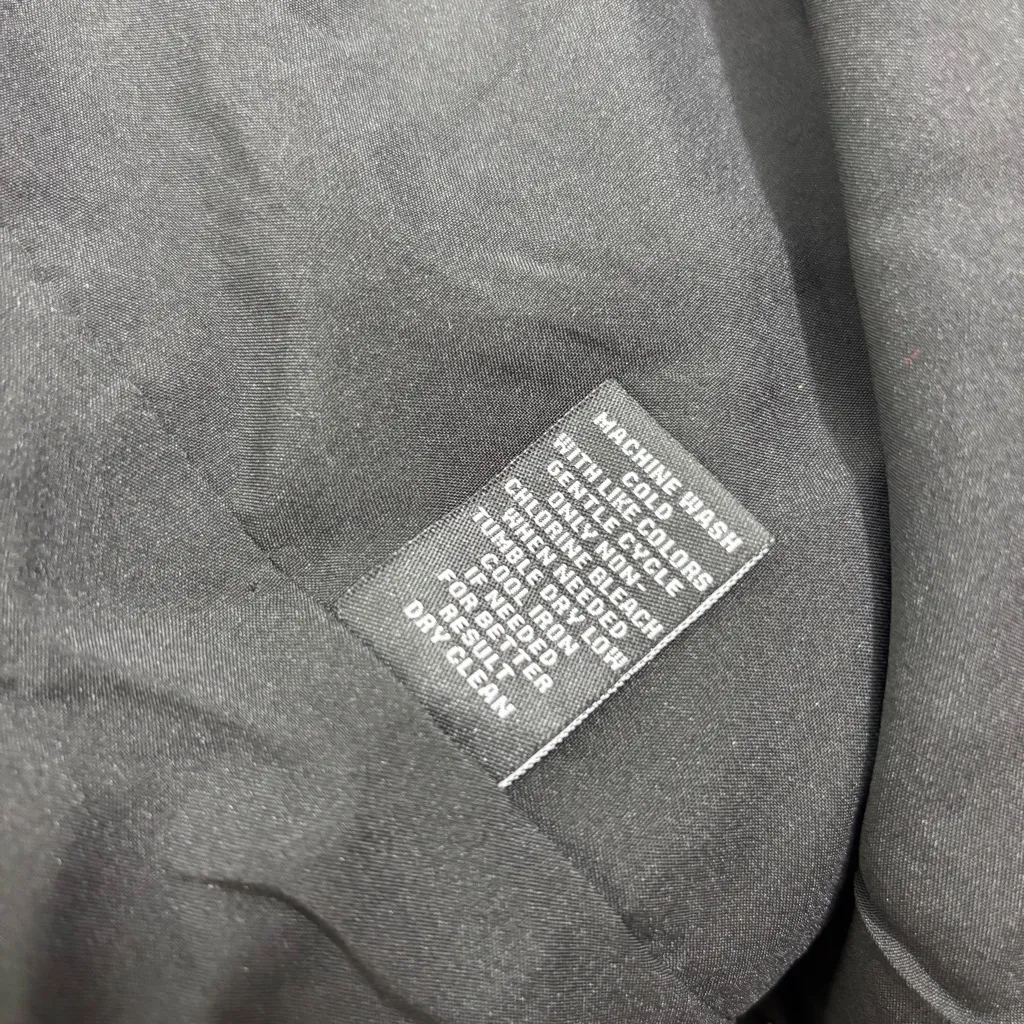 MACHINE WASH
COLD
WITH LIKE COLORS
GENTLE CYCLE
ONLY NON-
CHLORINE BLEACH
WHEN NEEDED
TUMBLE DRY LOW
COOL IRON
IF NEEDED
FOR BETTER
RESULT
DRY CLEAN